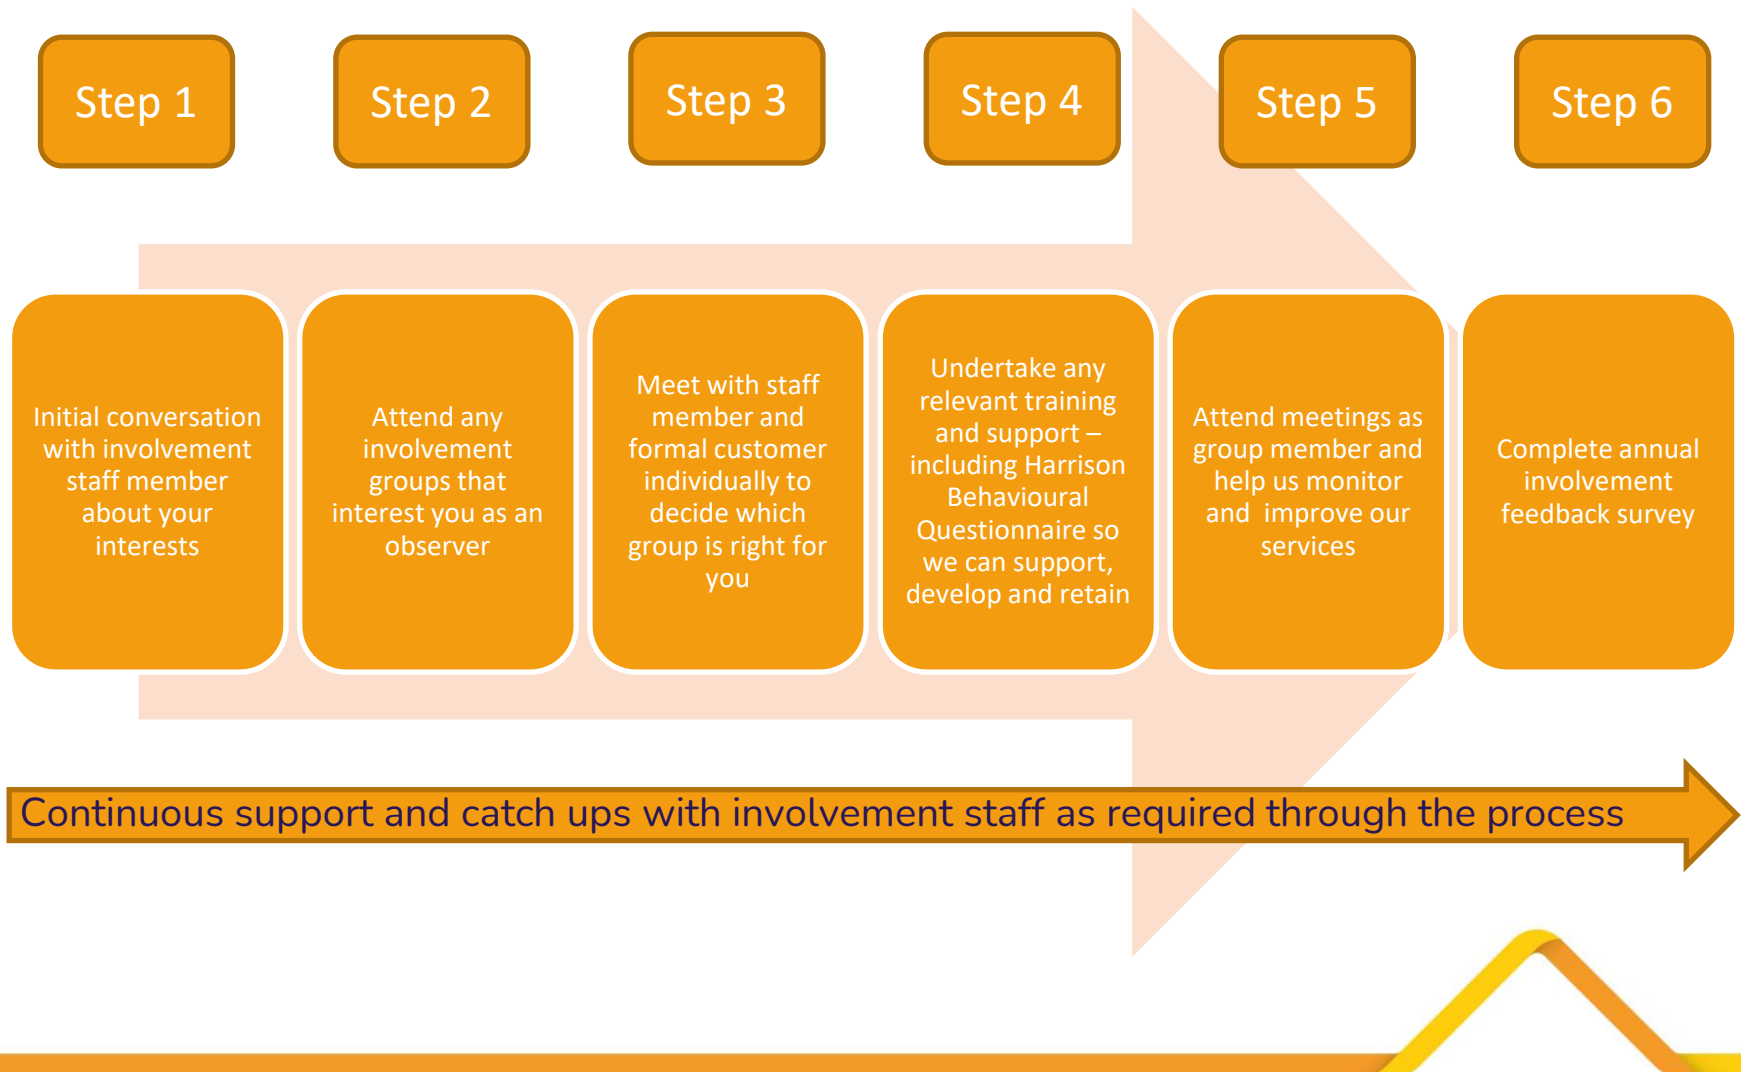 Step 1
Step 2
Step 3
Step 4
Step 5
Step 6
Initial conversation
with involvement
staff member
about your
interests
Attend any
involvement
groups that
interest you as an
observer
Meet with staff
member and
formal customer
individually to
decide which
group is right for
you
Undertake any
relevant training
and support –
including Harrison
Behavioural
Questionnaire so
we can support,
develop and retain
Attend meetings as
group member and
help us monitor
and  improve our
services
Complete annual
involvement
feedback survey
Continuous support and catch ups with involvement staff as required through the process